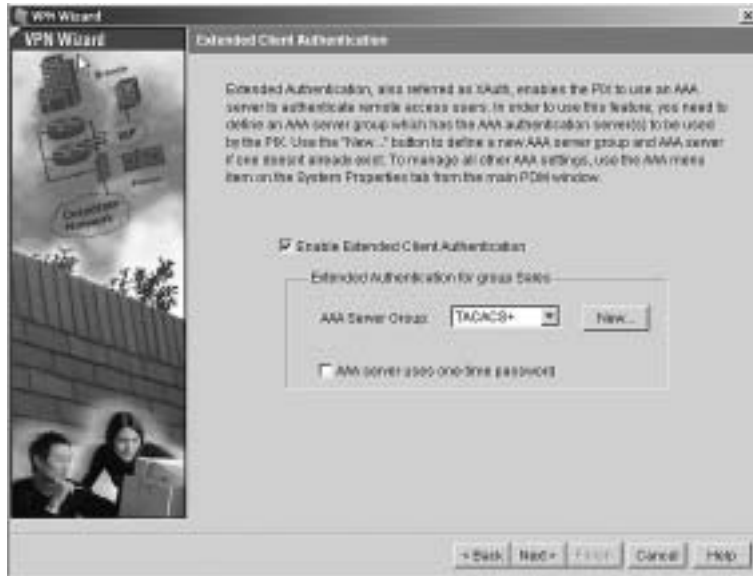 VPN Wizard
VPN Wizard
Extended Client Authentication
Extended Authentication, also referred as XAuth, enables the PIX to use an AAA
server to authenticate remote access users. In order to use this feature, you need to
define an AAA server group which has the AAA authentication server(s) to be used
by the PIX. Use the "New..." button to define a new AAA server group and AAA server
if one doesnt already exist. To manage all other AAA settings, use the AAA menu
item on the System Properties tab from the main PDM window.
Enable Extended Client Authentication
Extended Authentication for group Sales
AAA Server Group:
TACACS+
New...
AAA server uses one-time password
Corporate
Network
< Back
Next >
Finish
Cancel
Help